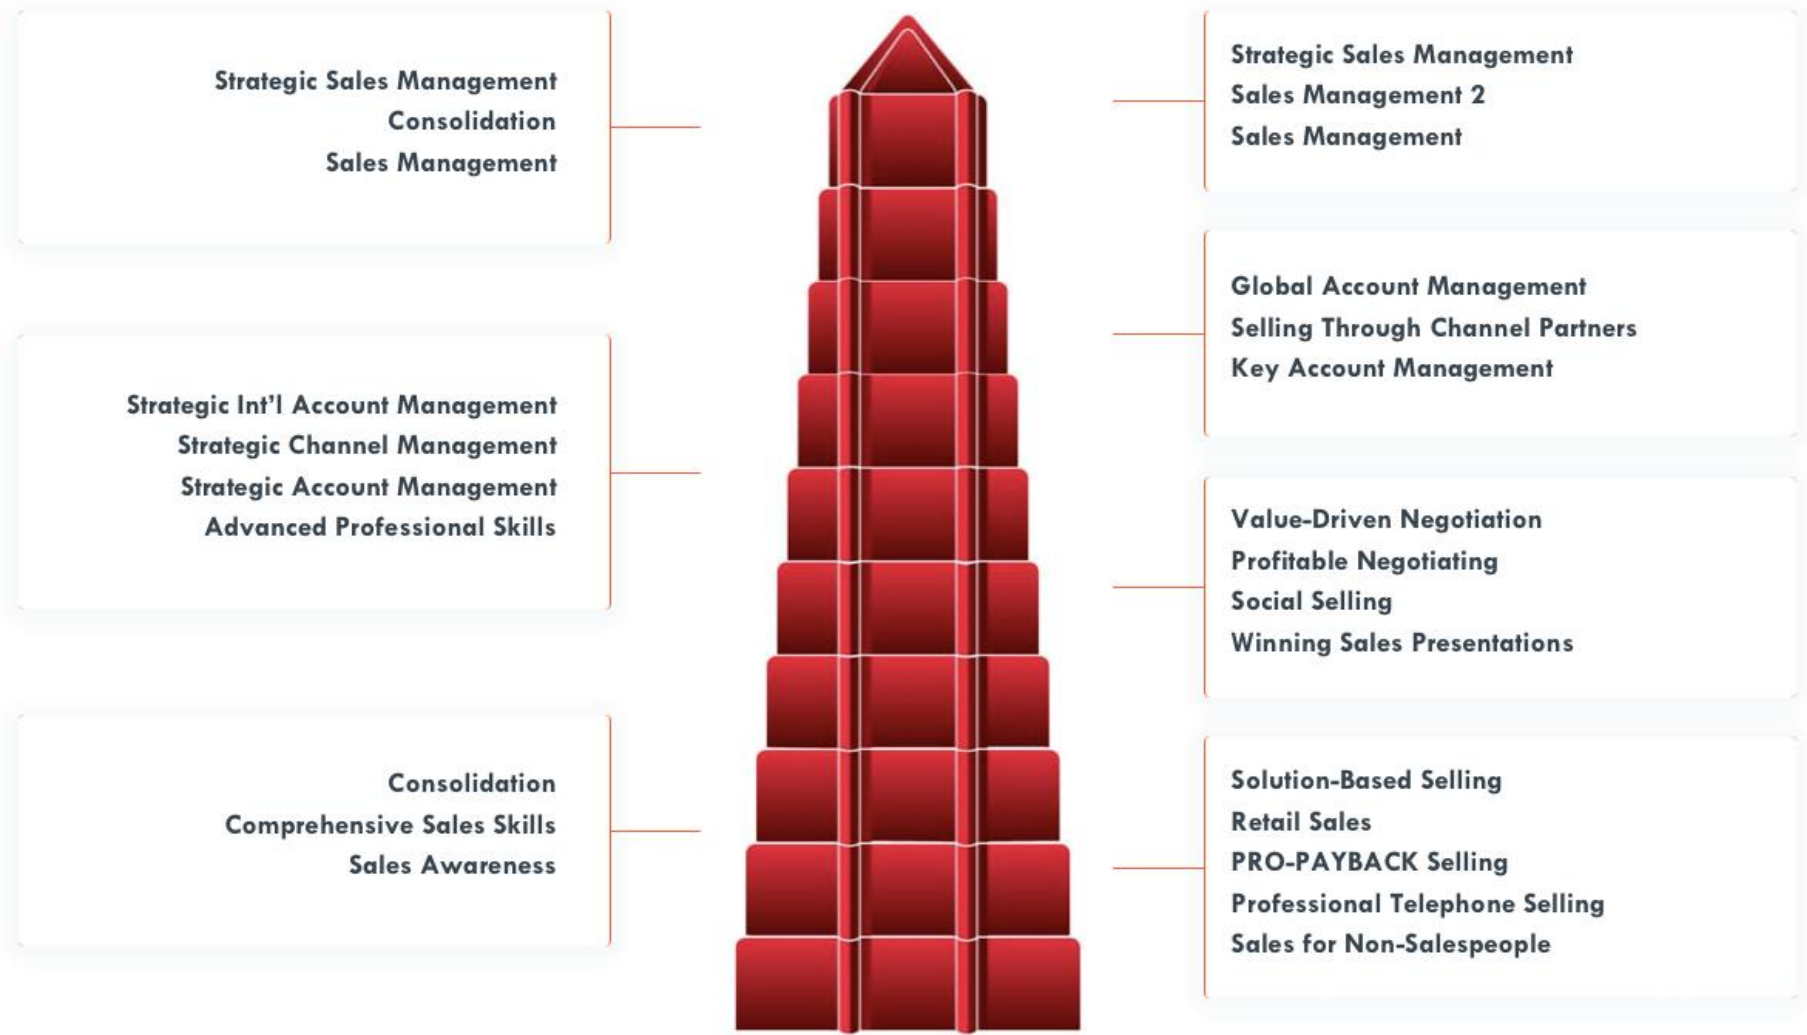 Strategic Sales Management
Consolidation
Sales Management
Strategic Int’l Account Management
Strategic Channel Management
Strategic Account Management
Advanced Professional Skills
Consolidation
Comprehensive Sales Skills
Sales Awareness
Strategic Sales Management
Sales Management 2
Sales Management
Global Account Management
Selling Through Channel Partners
Key Account Management
Value-Driven Negotiation
Profitable Negotiating
Social Selling
Winning Sales Presentations
Solution-Based Selling
Retail Sales
PRO-PAYBACK Selling
Professional Telephone Selling
Sales for Non-Salespeople